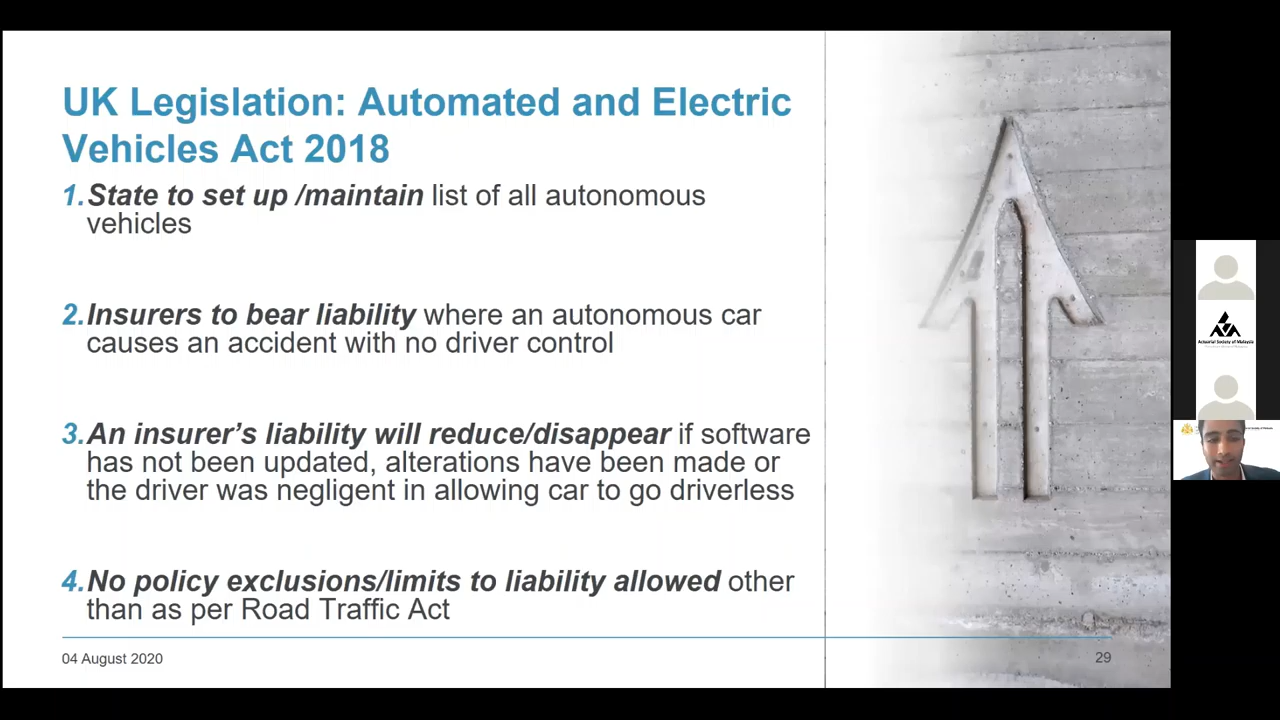 UK Legislation: Automated and Electric
Vehicles Act 2018
1. State to set up /maintain list of all autonomous
vehicles
2. Insurers to bear liability where an autonomous car
causes an accident with no driver control
3. An insurer’s liability will reduce/disappear if software
has not been updated, alterations have been made or
the driver was negligent in allowing car to go driverless
4. No policy exclusions/limits to liability allowed other
than as per Road Traffic Act
04 August 2020
29
Actuarial Society of Malaysia